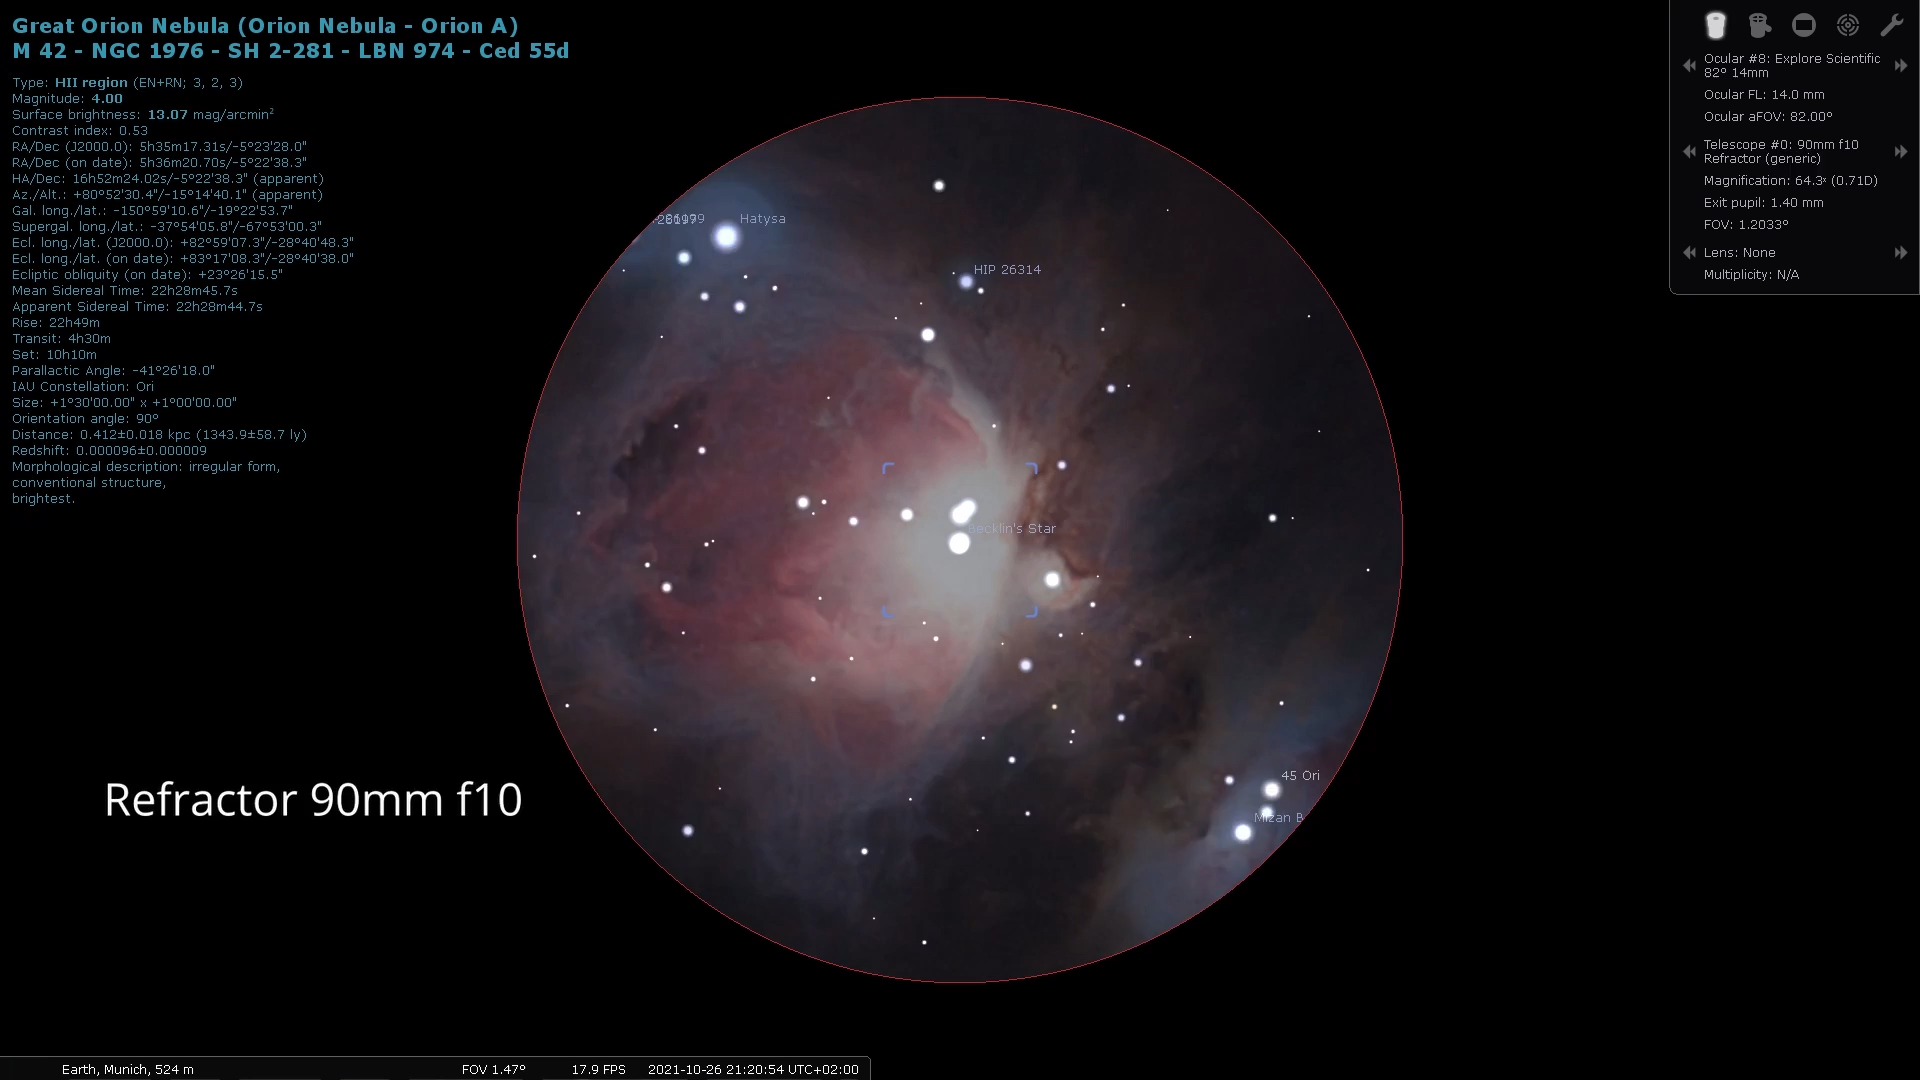 Great Orion Nebula (Orion Nebula - Orion A)
M 42 - NGC 1976 - SH 2-281 - LBN 974 - Ced 55d
Type: HII region (EN+RN; 3, 2, 3)
Magnitude: 4.00
Surface brightness: 13.07 mag/arcmin²
Contrast index: 0.53
RA/Dec (J2000.0): 5h35m17.31s/-5°23'28.0"
RA/Dec (on date): 5h36m20.70s/-5°22'38.3"
HA/Dec: 16h52m24.02s/-5°22'38.3" (apparent)
Az./Alt.: +80°52'30.4"/-15°14'40.1" (apparent)
Gal. long./lat.: -150°59'10.6"/-19°22'53.7"
Supergal. long./lat.: -37°54'05.8"/-67°53'00.3"
Ecl. long./lat. (J2000.0): +82°59'07.3"/-28°40'48.3"
Ecl. long./lat. (on date): +83°17'08.3"/-28°40'38.0"
Ecliptic obliquity (on date): +23°26'15.5"
Mean Sidereal Time: 22h28m45.7s
Apparent Sidereal Time: 22h28m44.7s
Rise: 22h49m
Transit: 4h30m
Set: 10h10m
Parallactic Angle: -41°26'18.0"
IAU Constellation: Ori
Size: +1°30'00.00" x +1°00'00.00"
Orientation angle: 90°
Distance: 0.412±0.018 kpc (1343.9±58.7 ly)
Redshift: 0.000096±0.000009
Morphological description: irregular form,
conventional structure,
brightest.
Ocular #8: Explore Scientific
82° 14mm
Ocular FL: 14.0 mm
Ocular aFOV: 82.00°
Telescope #0: 90mm f10
Refractor (generic)
Magnification: 64.3ˣ (0.71D)
Exit pupil: 1.40 mm
FOV: 1.2033°
Lens: None
Multiplicity: N/A
Hatysa
HIP 26314
Becklin's Star
45 Ori
Mizan B
Refractor 90mm f10
Earth, Munich, 524 m
FOV 1.47°
17.9 FPS
2021-10-26 21:20:54 UTC+02:00